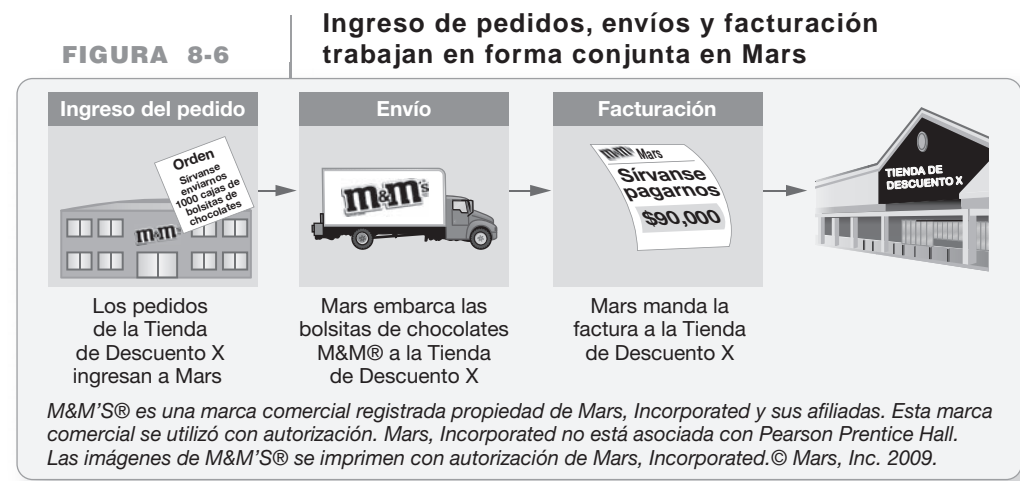 FIGURA 8-6
Ingreso de pedidos, envíos y facturación
trabajan en forma conjunta en Mars
Ingreso del pedido
Orden
Sírvanse
enviarnos
1000 cajas de
bolsitas de
chocolates
m&m's
Los pedidos
de la Tienda
de Descuento X
ingresan a Mars
Envío
m&m's
Mars embarca las
bolsitas de chocolates
M&M® a la Tienda
de Descuento X
Facturación
m&m Mars
Sírvanse
pagarnos
$90,000
Mars manda la
factura a la Tienda
de Descuento X
TIENDA DE
DESCUENTO X
M&M'S® es una marca comercial registrada propiedad de Mars, Incorporated y sus afiliadas. Esta marca
comercial se utilizó con autorización. Mars, Incorporated no está asociada con Pearson Prentice Hall.
Las imágenes de M&M'S® se imprimen con autorización de Mars, Incorporated.© Mars, Inc. 2009.